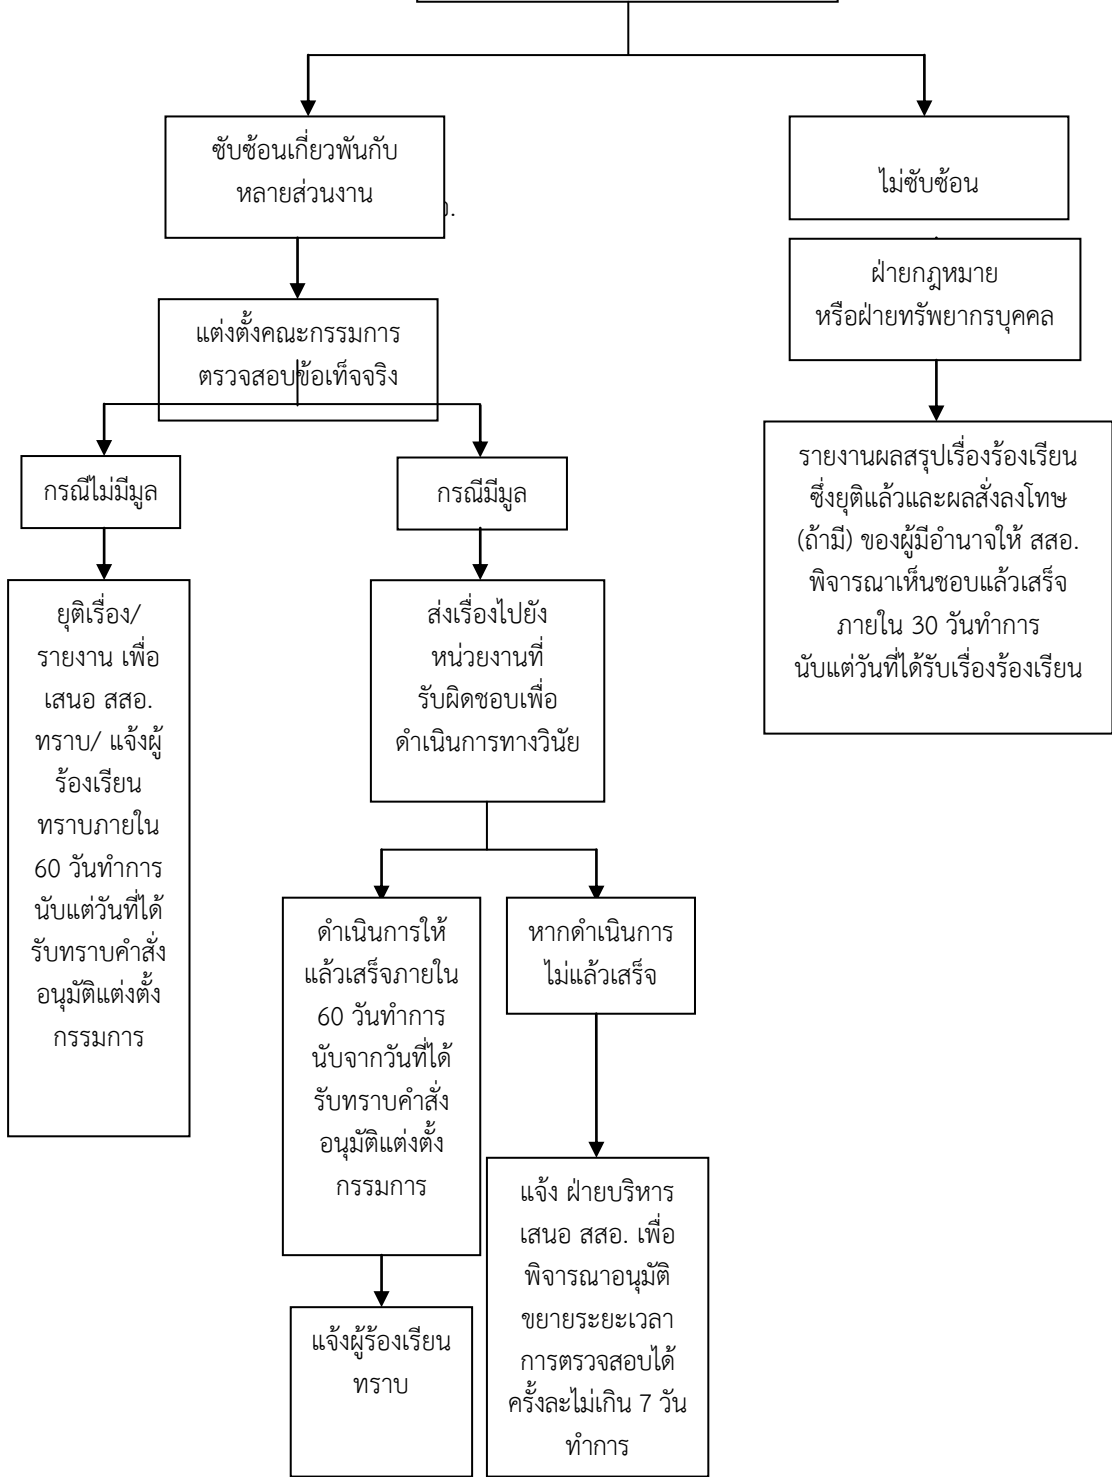 ซับซ้อนเกี่ยวพันกับ
หลายส่วนงาน
ไม่ซับซ้อน
ฝ่ายกฎหมาย
หรือฝ่ายทรัพยากรบุคคล
แต่งตั้งคณะกรรมการ
ตรวจสอบข้อเท็จจริง
รายงานผลสรุปเรื่องร้องเรียน
ซึ่งยุติแล้วและผลสั่งลงโทษ
(ถ้ามี) ของผู้มีอำนาจให้ สสอ.
พิจารณาเห็นชอบแล้วเสร็จ
ภายใน 30 วันทำการ
นับแต่วันที่ได้รับเรื่องร้องเรียน
กรณีไม่มีมูล
กรณีมีมูล
ยุติเรื่อง/
รายงาน เพื่อ
เสนอ สสอ.
ทราบ/ แจ้งผู้
ร้องเรียน
ทราบภายใน
60 วันทำการ
นับแต่วันที่ได้
รับทราบคำสั่ง
อนุมัติแต่งตั้ง
กรรมการ
ส่งเรื่องไปยัง
หน่วยงานที่
รับผิดชอบเพื่อ
ดำเนินการทางวินัย
ดำเนินการให้
แล้วเสร็จภายใน
60 วันทำการ
นับจากวันที่ได้
รับทราบคำสั่ง
อนุมัติแต่งตั้ง
กรรมการ
หากดำเนินการ
ไม่แล้วเสร็จ
แจ้ง ฝ่ายบริหาร
เสนอ สสอ. เพื่อ
พิจารณาอนุมัติ
ขยายระยะเวลา
การตรวจสอบได้
ครั้งละไม่เกิน 7 วัน
ทำการ
แจ้งผู้ร้องเรียน
ทราบ